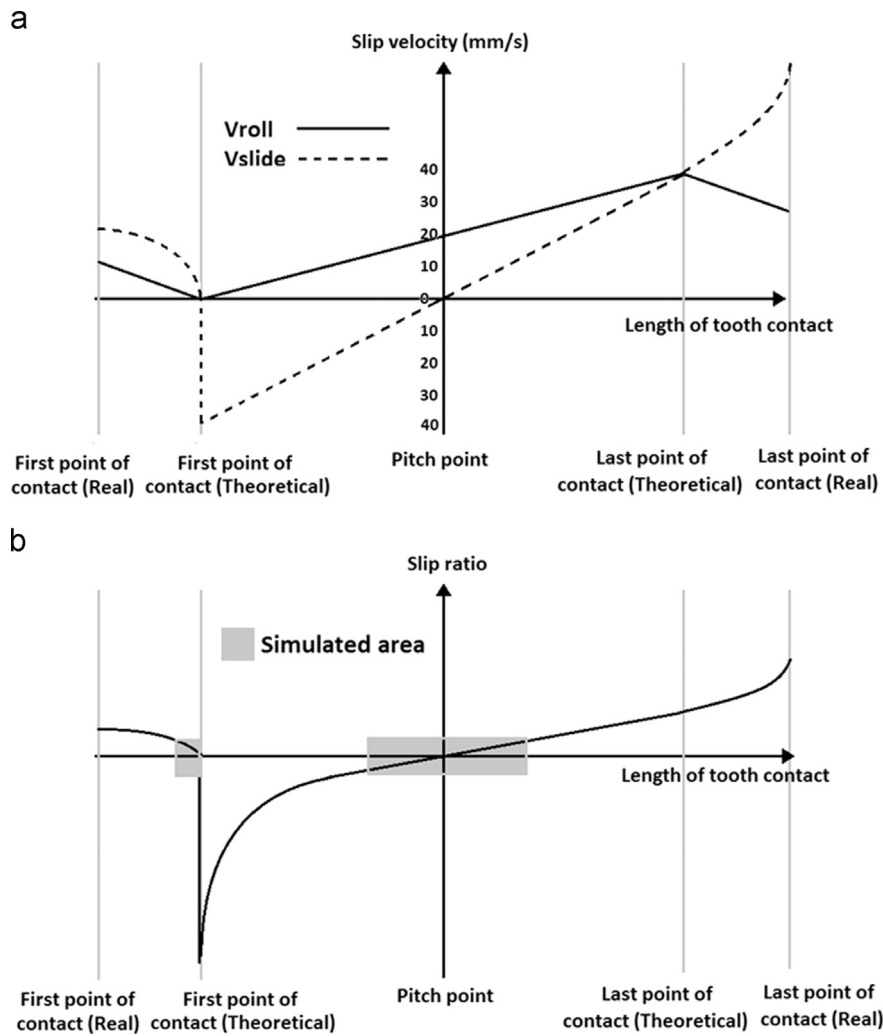 a
Slip velocity (mm/s)
Vroll
Vslide
40
30
20
10
0
10
20
30
40
Length of tooth contact
First point of
contact (Real)
First point of
contact (Theoretical)
Pitch point
Last point of
contact (Theoretical)
Last point of
contact (Real)
b
Slip ratio
Simulated area
Length of tooth contact
First point of
contact (Real)
First point of
contact (Theoretical)
Pitch point
Last point of
contact (Theoretical)
Last point of
contact (Real)